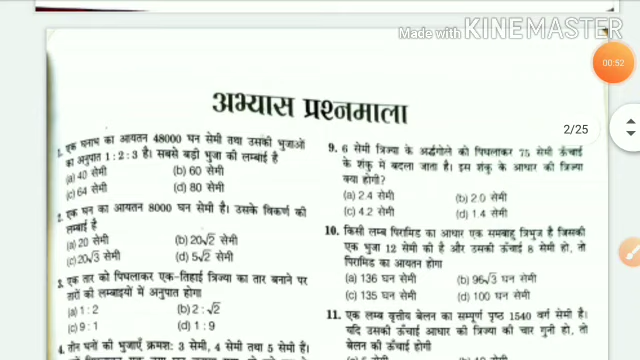 Made with KINEMASTER
00:52
2/25
अभ्यास प्रश्नमाला
1. एक घनाभ का आयतन 48000 घन सेमी तथा उसकी भुजाओं
का अनुपात 1 : 2 : 3 है। सबसे बड़ी भुजा की लम्बाई है
(a) 40 सेमी (b) 60 सेमी
(c) 64 सेमी (d) 80 सेमी
2. एक घन का आयतन 8000 घन सेमी है। उसके विकर्ण की
लम्बाई है
(a) 20 सेमी (b) 20√2 सेमी
(c) 20√3 सेमी (d) 5√2 सेमी
3. एक तार को पिघलाकर एक-तिहाई त्रिज्या का तार बनाने पर
तारों की लम्बाइयों में अनुपात होगा
(a) 1 : 2 (b) 2 : √2
(c) 9 : 1 (d) 1 : 9
4. तीन घनों की भुजाएँ क्रमशः 3 सेमी, 4 सेमी तथा 5 सेमी हैं।
9. 6 सेमी त्रिज्या के अर्द्धगोले को पिघलाकर 75 सेमी ऊँचाई
के शंकु में बदला जाता है। इस शंकु के आधार की त्रिज्या
क्या होगी?
(a) 2.4 सेमी (b) 2.0 सेमी
(c) 4.2 सेमी (d) 1.4 सेमी
10. किसी लम्ब पिरामिड का आधार एक समबाहु त्रिभुज है जिसकी
एक भुजा 12 सेमी की है और उसकी ऊँचाई 8 सेमी हो, तो
पिरामिड का आयतन होगा
(a) 136 घन सेमी (b) 96√3 घन सेमी
(c) 135 घन सेमी (d) 100 घन सेमी
11. एक लम्ब वृत्तीय बेलन का सम्पूर्ण पृष्ठ 1540 वर्ग सेमी है।
यदि उसकी ऊँचाई आधार की त्रिज्या की चार गुनी हो, तो
बेलन की ऊँचाई होगी